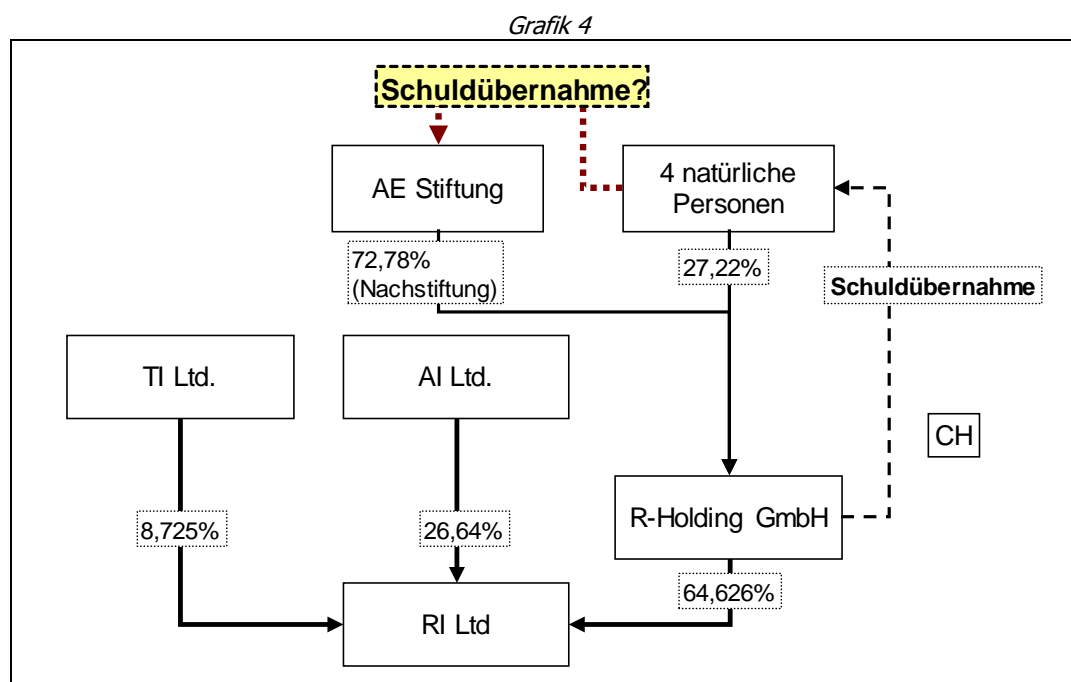 Grafik 4
Schuldübernahme?
AE Stiftung
4 natürliche
Personen
72,78%
(Nachstiftung)
27,22%
Schuldübernahme
TI Ltd.
AI Ltd.
CH
R-Holding GmbH
8,725%
26,64%
64,626%
RI Ltd